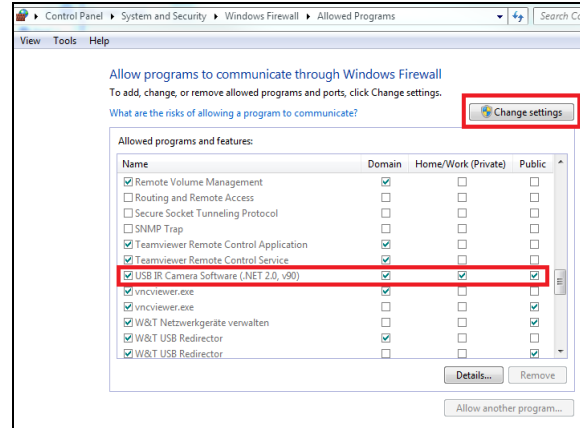 Control Panel ▸ System and Security ▸ Windows Firewall ▸ Allowed Programs
Search Co
View Tools Help
Allow programs to communicate through Windows Firewall
To add, change, or remove allowed programs and ports, click Change settings.
What are the risks of allowing a program to communicate?
Change settings
Allowed programs and features:
Name Domain Home/Work (Private) Public
Remote Volume Management
Routing and Remote Access
Secure Socket Tunneling Protocol
SNMP Trap
Teamviewer Remote Control Application
Teamviewer Remote Control Service
USB IR Camera Software (.NET 2.0, v90)
vncviewer.exe
vncviewer.exe
W&T Netzwerkgeräte verwalten
W&T USB Redirector
W&T USB Redirector
Details... Remove
Allow another program...